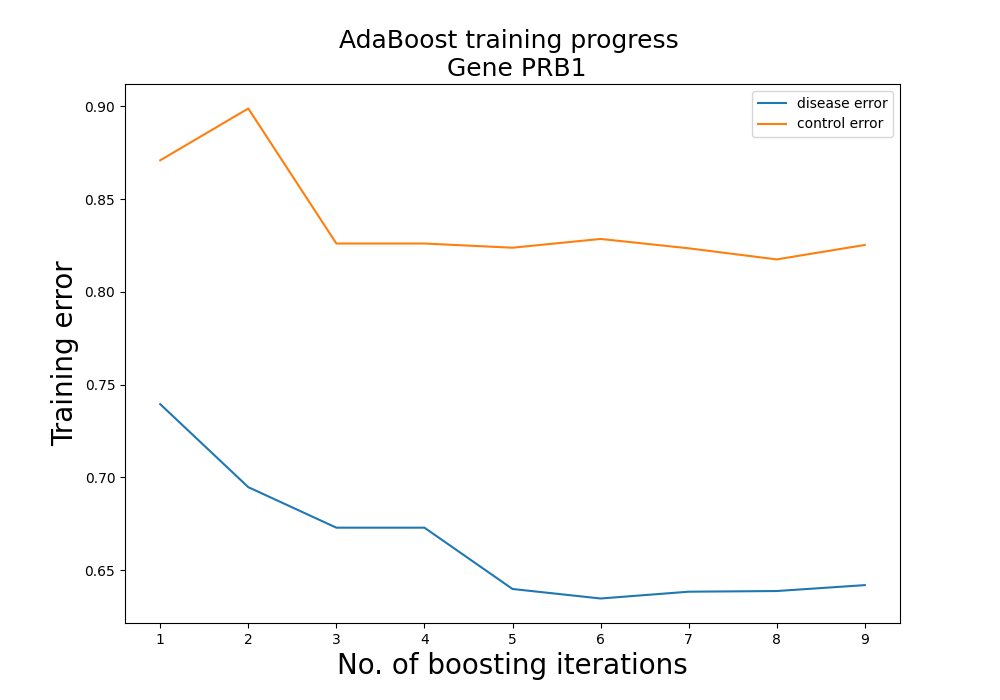 AdaBoost training progress
Gene PRB1
disease error
control error
0.90
0.85
0.80
0.75
0.70
0.65
Training error
1 2 3 4 5 6 7 8 9
No. of boosting iterations